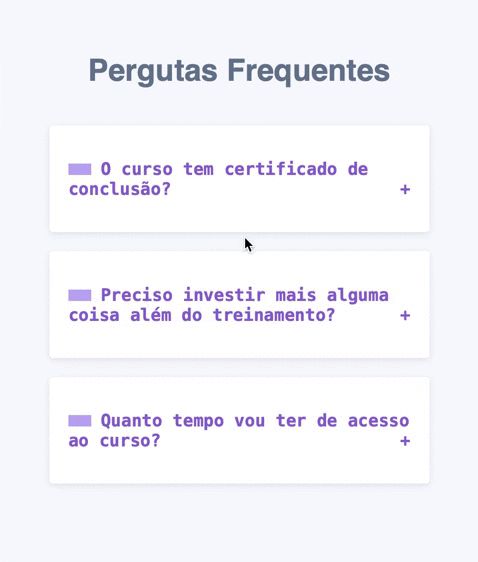 Pergutas Frequentes
O curso tem certificado de
conclusão? +
Preciso investir mais alguma
coisa além do treinamento? +
Quanto tempo vou ter de acesso
ao curso? +